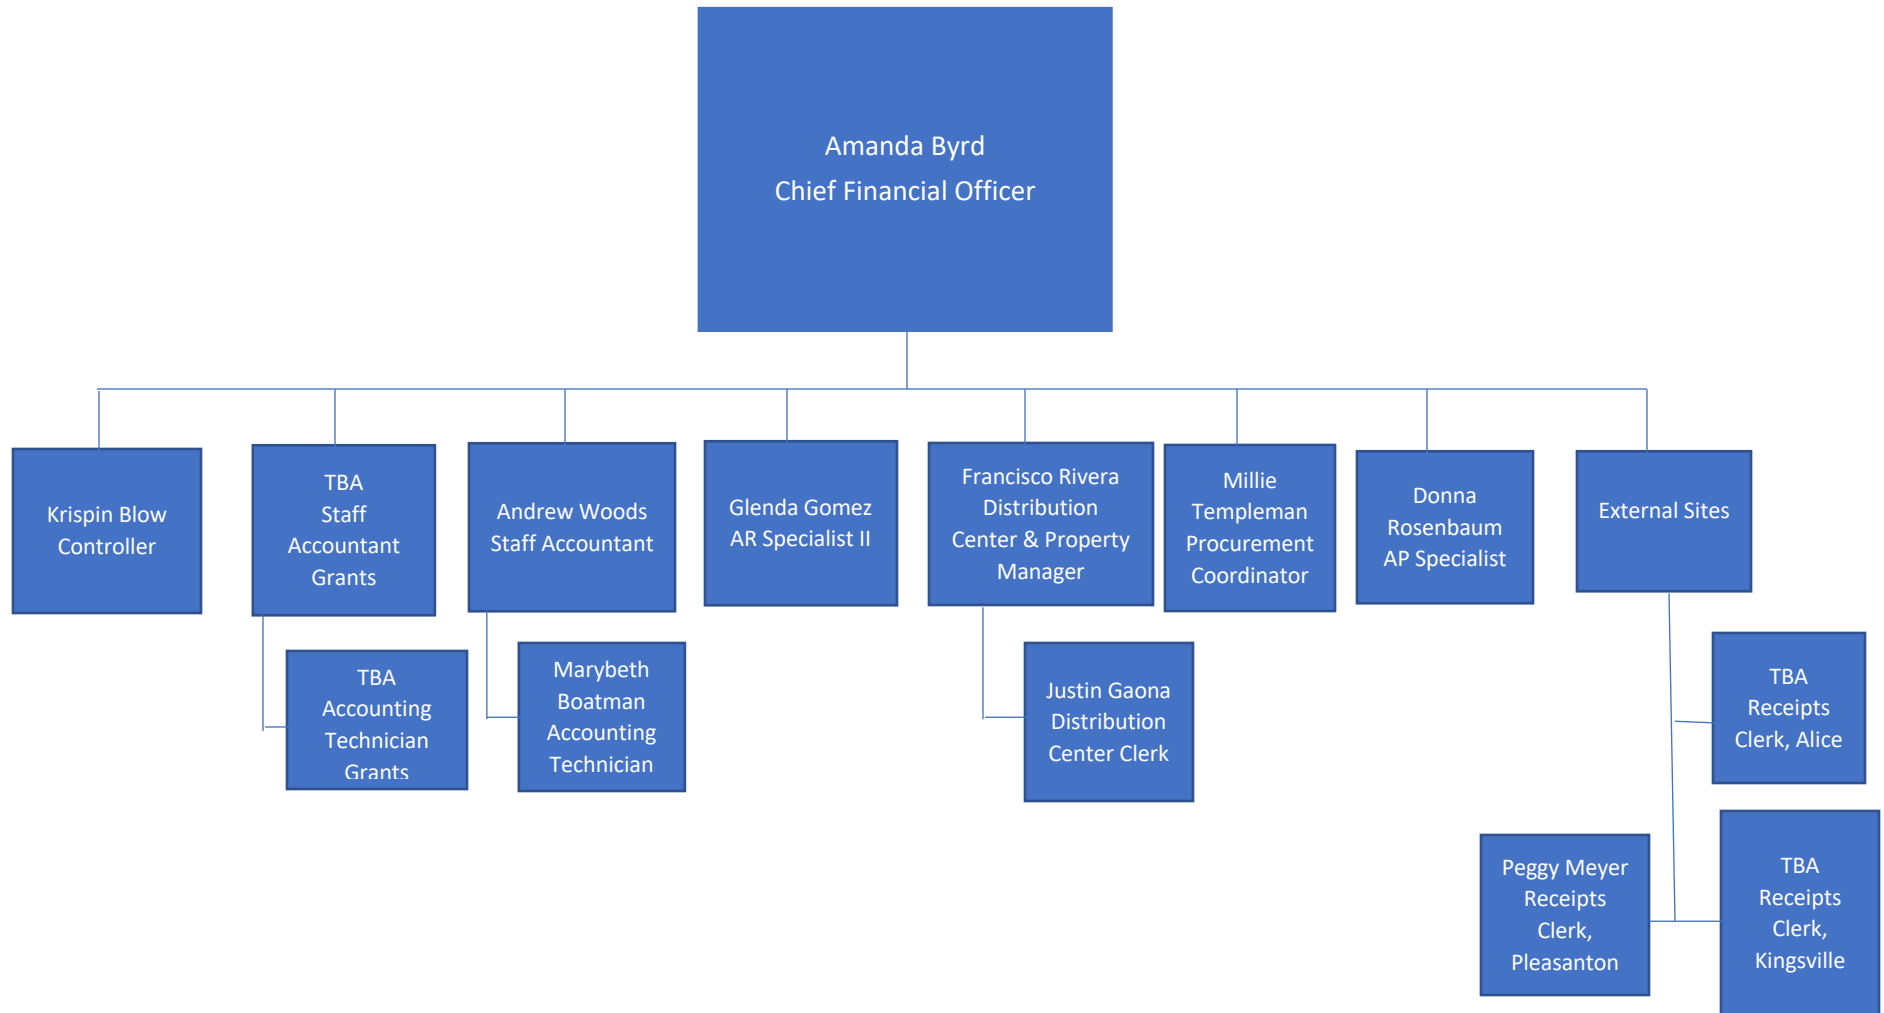 Amanda Byrd
Chief Financial Officer
Krispin Blow
Controller
TBA
Staff
Accountant
Grants
Andrew Woods
Staff Accountant
Glenda Gomez
AR Specialist II
Francisco Rivera
Distribution
Center & Property
Manager
Millie
Templeman
Procurement
Coordinator
Donna
Rosenbaum
AP Specialist
External Sites
TBA
Accounting
Technician
Grants
Marybeth
Boatman
Accounting
Technician
Justin Gaona
Distribution
Center Clerk
TBA
Receipts
Clerk, Alice
Peggy Meyer
Receipts
Clerk,
Pleasanton
TBA
Receipts
Clerk,
Kingsville